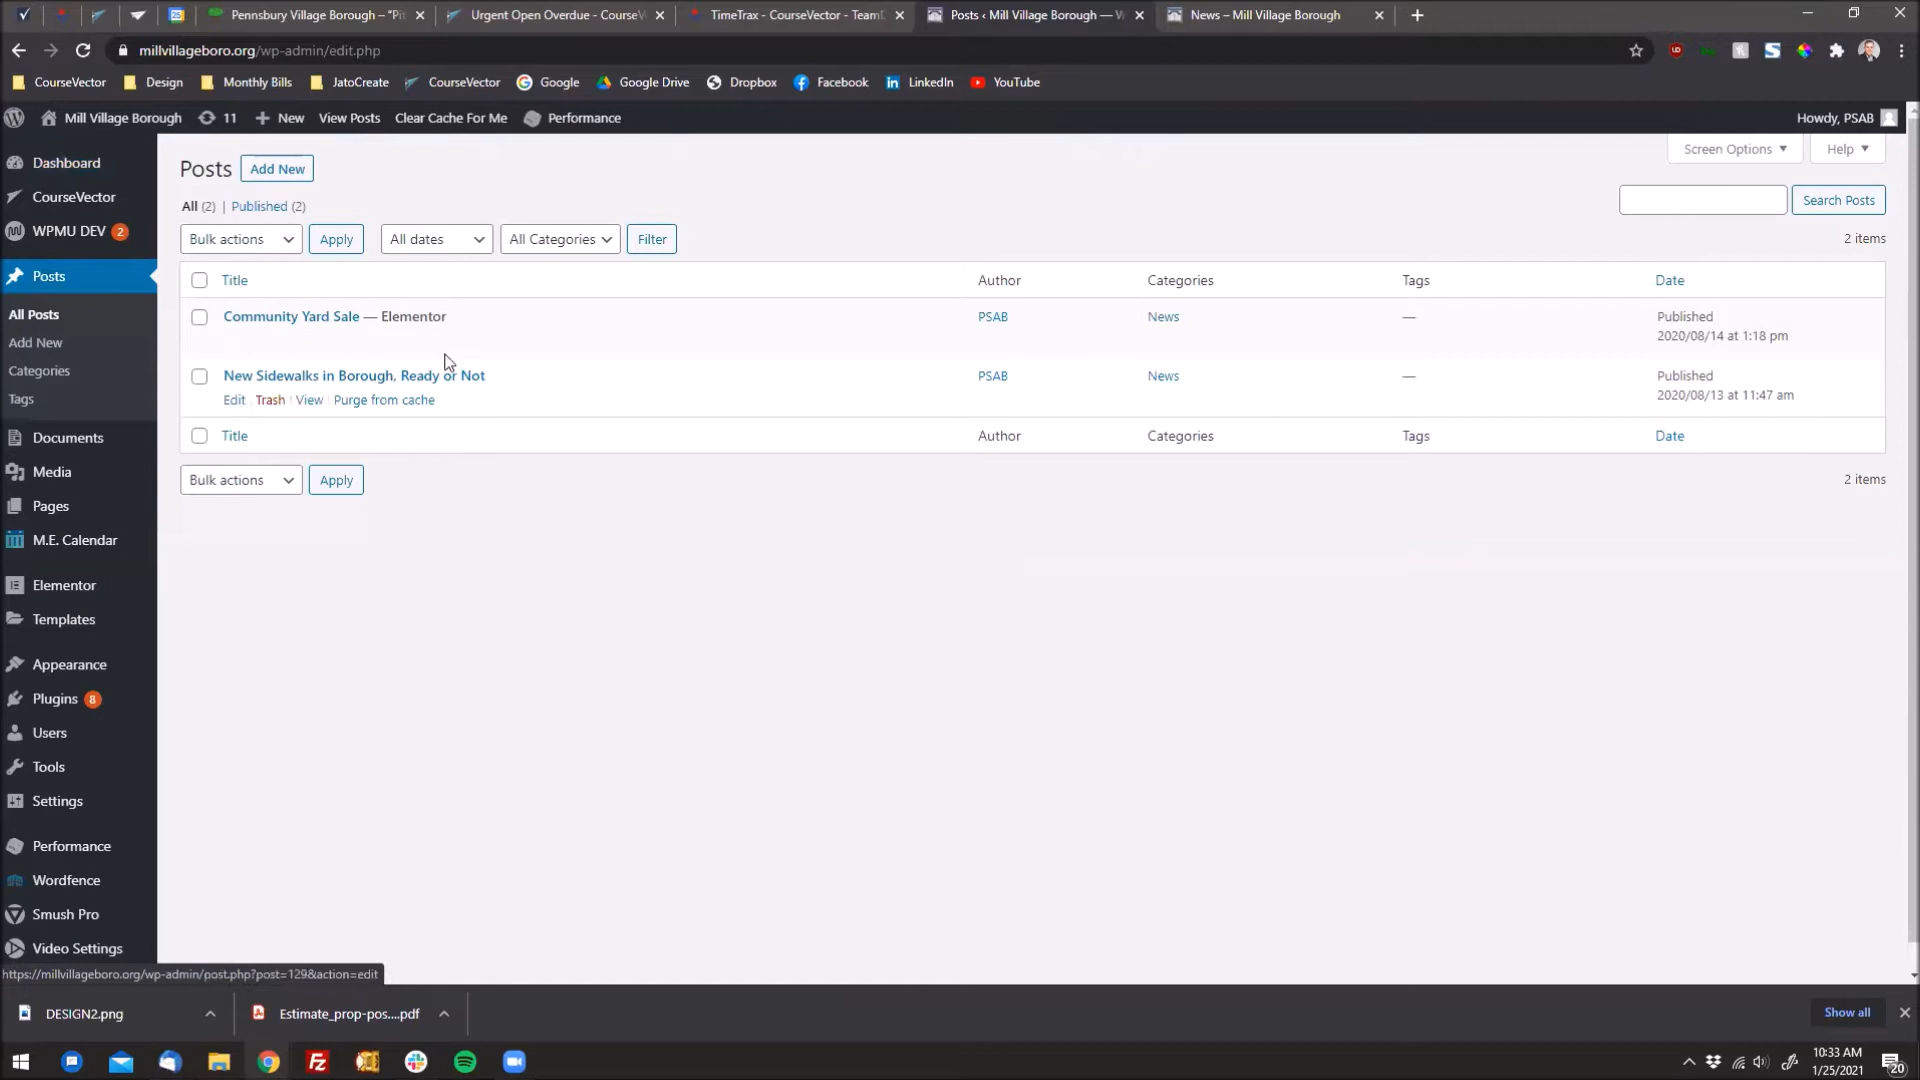 Pennsbury Village Borough – "Pit
Urgent Open Overdue - CourseV
TimeTrax - CourseVector - Team
Posts ‹ Mill Village Borough — W
News – Mill Village Borough
millvillageboro.org/wp-admin/edit.php
CourseVector Design Monthly Bills JatoCreate CourseVector Google Google Drive Dropbox Facebook LinkedIn YouTube
Mill Village Borough 11 New View Posts Clear Cache For Me Performance Howdy, PSAB
Dashboard
CourseVector
WPMU DEV 2
Posts
All Posts
Add New
Categories
Tags
Documents
Media
Pages
M.E. Calendar
Elementor
Templates
Appearance
Plugins 8
Users
Tools
Settings
Performance
Wordfence
Smush Pro
Video Settings
Screen Options Help
Posts Add New
All (2) | Published (2)
Search Posts
Bulk actions Apply All dates All Categories Filter 2 items
Title Author Categories Tags Date
Community Yard Sale — Elementor PSAB News — Published
2020/08/14 at 1:18 pm
New Sidewalks in Borough, Ready or Not PSAB News — Published
Edit | Trash | View | Purge from cache 2020/08/13 at 11:47 am
Title Author Categories Tags Date
Bulk actions Apply 2 items
https://millvillageboro.org/wp-admin/post.php?post=129&action=edit
DESIGN2.png Estimate_prop-pos....pdf Show all
10:33 AM
1/25/2021
20